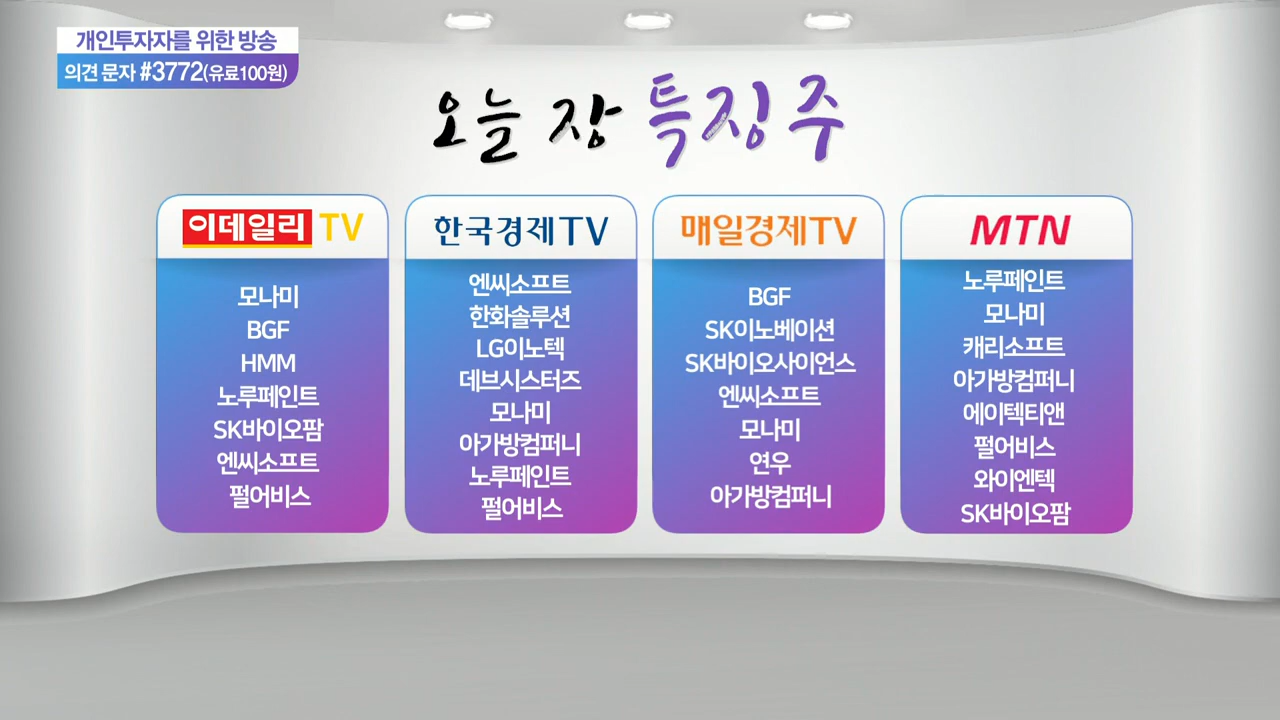 개인투자자를 위한 방송
의견 문자 #3772(유료100원)
오늘 장 특징주
이데일리 TV
모나미
BGF
HMM
노루페인트
SK바이오팜
엔씨소프트
펄어비스
한국경제TV
엔씨소프트
한화솔루션
LG이노텍
데브시스터즈
모나미
아가방컴퍼니
노루페인트
펄어비스
매일경제TV
BGF
SK이노베이션
SK바이오사이언스
엔씨소프트
모나미
연우
아가방컴퍼니
MTN
노루페인트
모나미
캐리소프트
아가방컴퍼니
에이텍티앤
펄어비스
와이엔텍
SK바이오팜